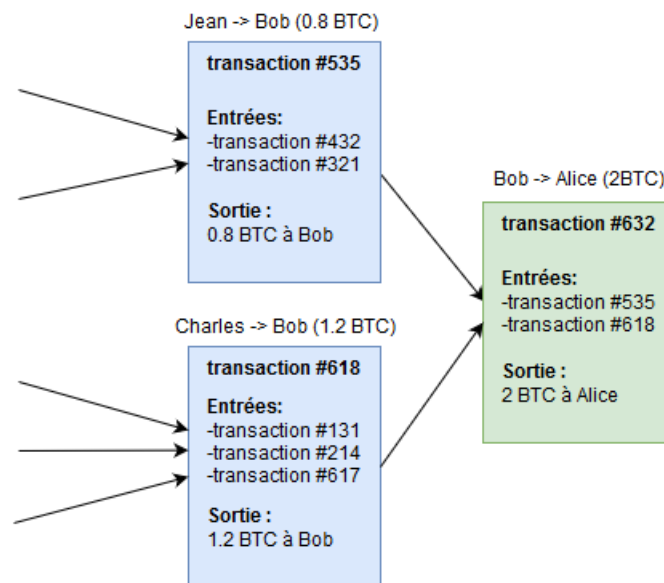 Jean -> Bob (0.8 BTC)
transaction #535
Entrées:
-transaction #432
-transaction #321
Sortie :
0.8 BTC à Bob
Charles -> Bob (1.2 BTC)
transaction #618
Entrées:
-transaction #131
-transaction #214
-transaction #617
Sortie :
1.2 BTC à Bob
Bob -> Alice (2BTC)
transaction #632
Entrées:
-transaction #535
-transaction #618
Sortie :
2 BTC à Alice